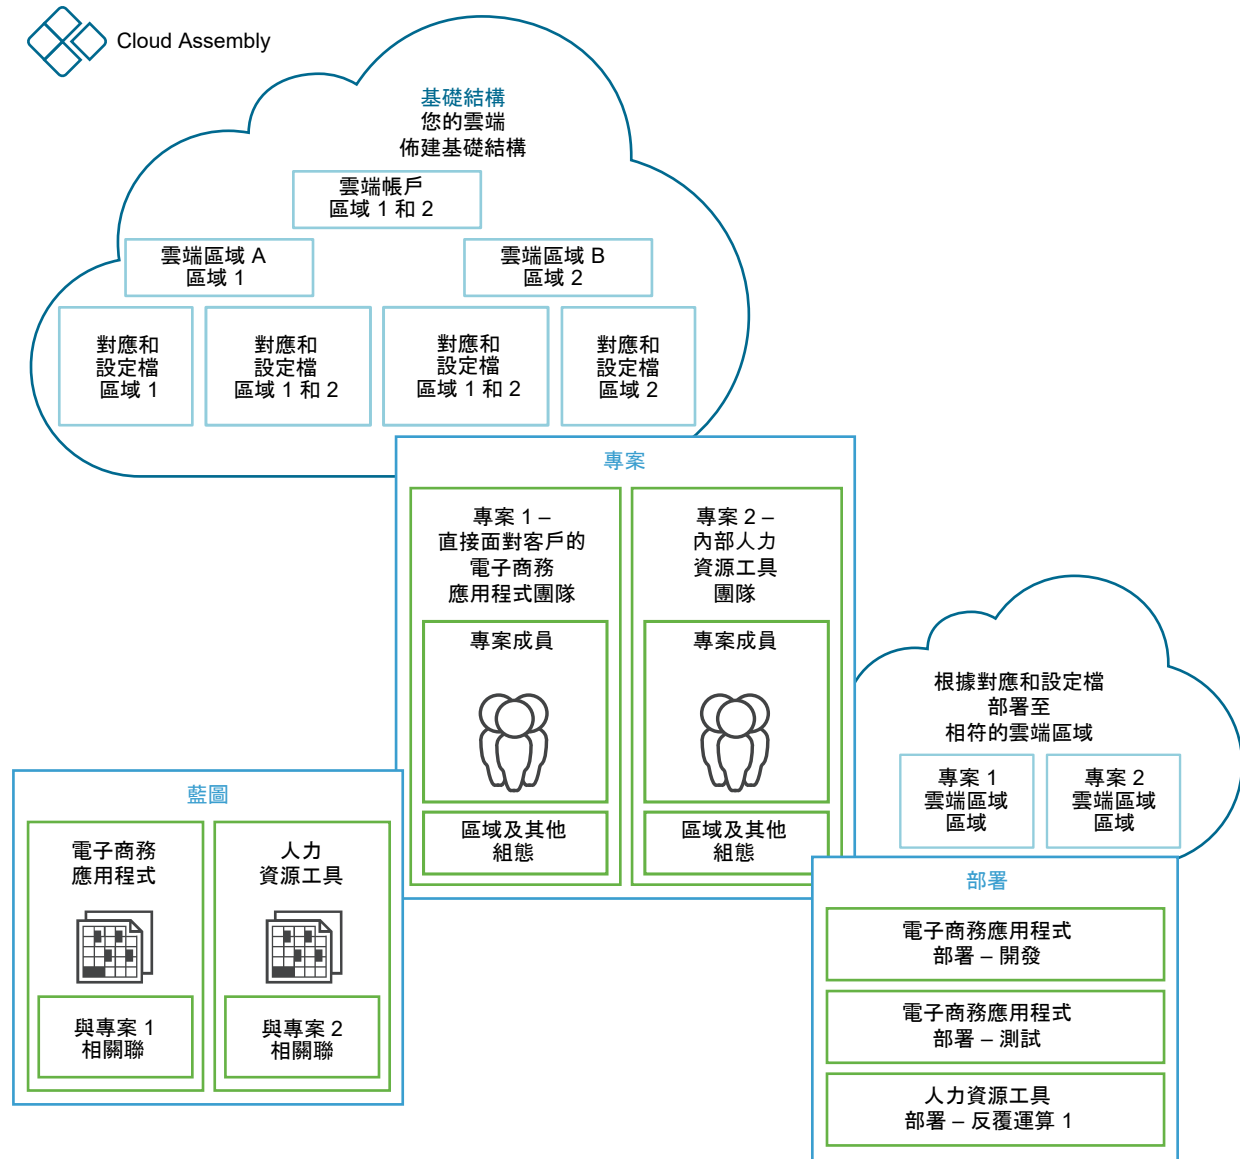 Cloud Assembly
基礎結構
您的雲端
佈建基礎結構
雲端帳戶
區域 1 和 2
雲端區域 A
區域 1
雲端區域 B
區域 2
對應和
設定檔
區域 1
對應和
設定檔
區域 1 和 2
對應和
設定檔
區域 1 和 2
對應和
設定檔
區域 2
專案
專案 1 –
直接面對客戶的
電子商務
應用程式團隊
專案成員
區域及其他
組態
專案 2 –
內部人力
資源工具
團隊
專案成員
區域及其他
組態
根據對應和設定檔
部署至
相符的雲端區域
專案 1
雲端區域
區域
專案 2
雲端區域
區域
藍圖
電子商務
應用程式
與專案 1
相關聯
人力
資源工具
與專案 2
相關聯
部署
電子商務應用程式
部署 – 開發
電子商務應用程式
部署 – 測試
人力資源工具
部署 – 反覆運算 1